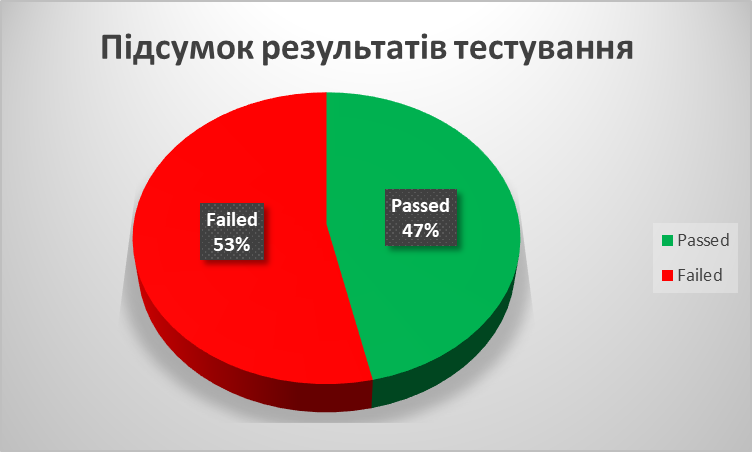 Підсумок результатів тестування
Failed
53%
Passed
47%
Passed
Failed